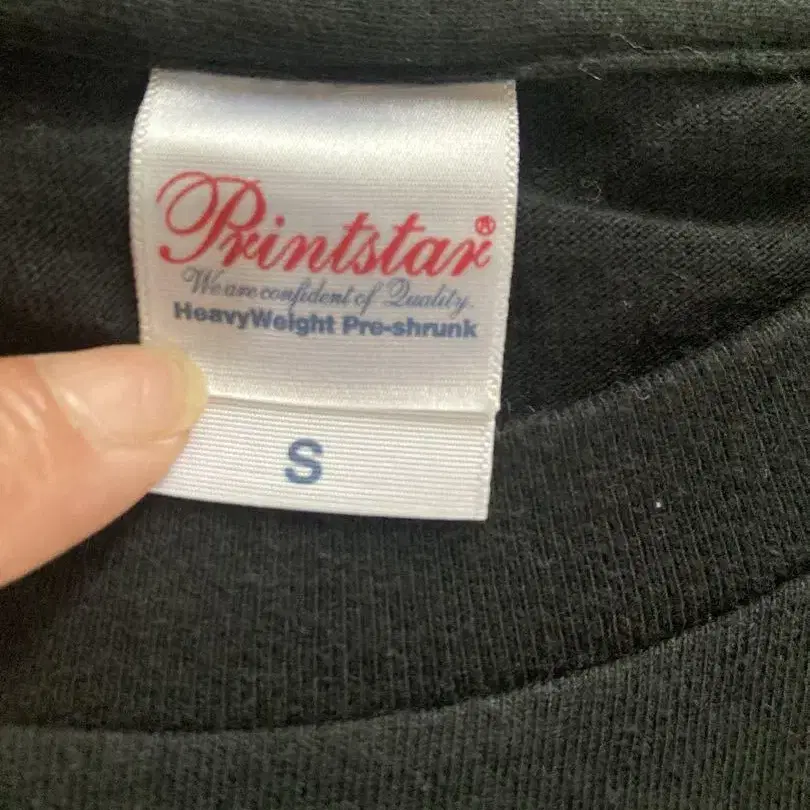 Printstar®
We are confident of Quality.
HeavyWeight Pre-shrunk
S